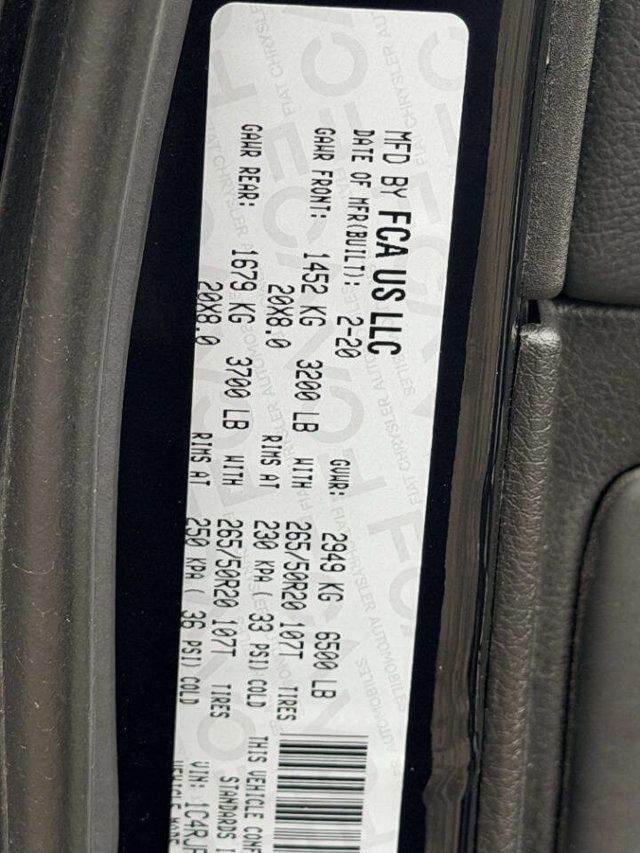 MFD BY FCA US LLC
DATE OF MFR(BUILT): 2-20 GVWR: 2949 KG 6500 LB
GAWR FRONT: 1452 KG 3200 LB WITH 265/50R20 107T TIRES
20X8.0 RIMS AT 230 KPA ( 33 PSI) COLD
GAWR REAR: 1679 KG 3700 LB WITH 265/50R20 107T TIRES
20X8.0 RIMS AT 250 KPA ( 36 PSI) COLD
THIS VEHICLE CONF
STANDARDS I
VIN: 1C4RJF